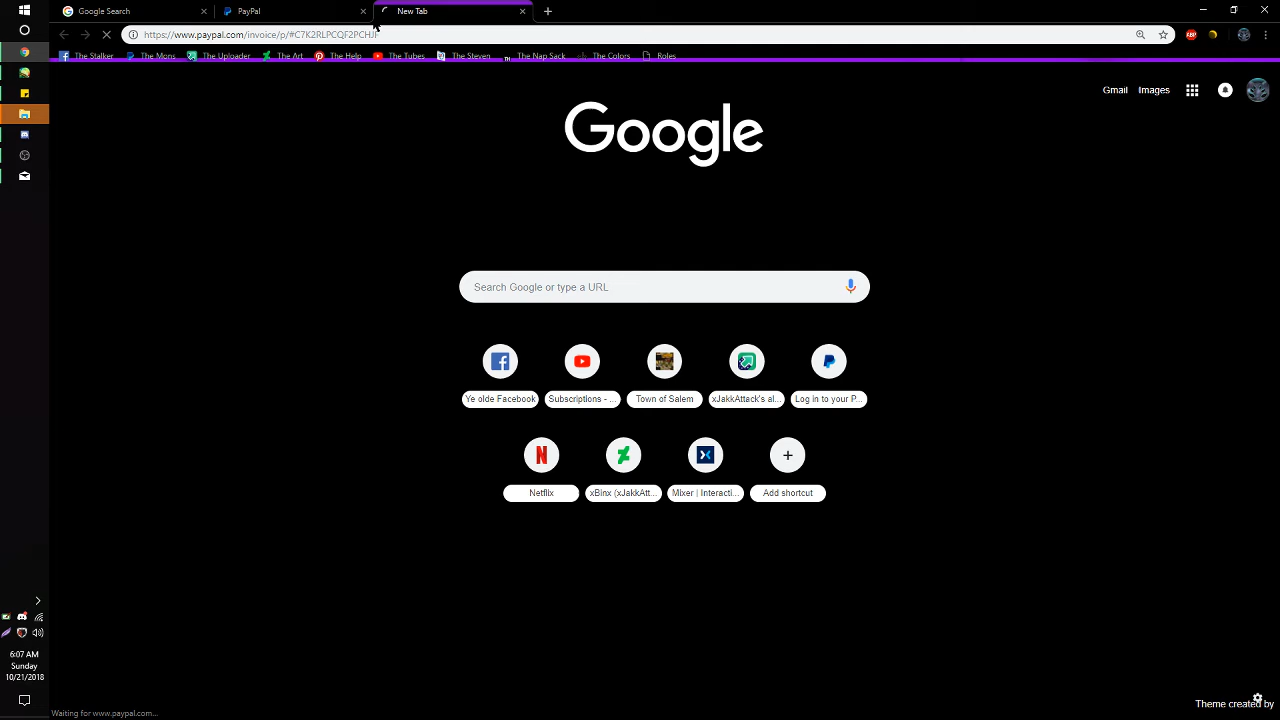 Google Search
PayPal
New Tab
https://www.paypal.com/invoice/p/#C7K2RLPCQF2PCHJF
The Stalker
The Mons
The Uploader
The Art
The Help
The Tubes
The Steven
TH The Nap Sack
The Colors
Roles
ABP
Gmail
Images
Google
Search Google or type a URL
Ye olde Facebook
Subscriptions - ...
Town of Salem
xJakkAttack's al...
Log in to your P...
Netflix
xBinx (xJakkAtt...
Mixer | Interacti...
Add shortcut
6:07 AM
Sunday
10/21/2018
Waiting for www.paypal.com...
Theme created by